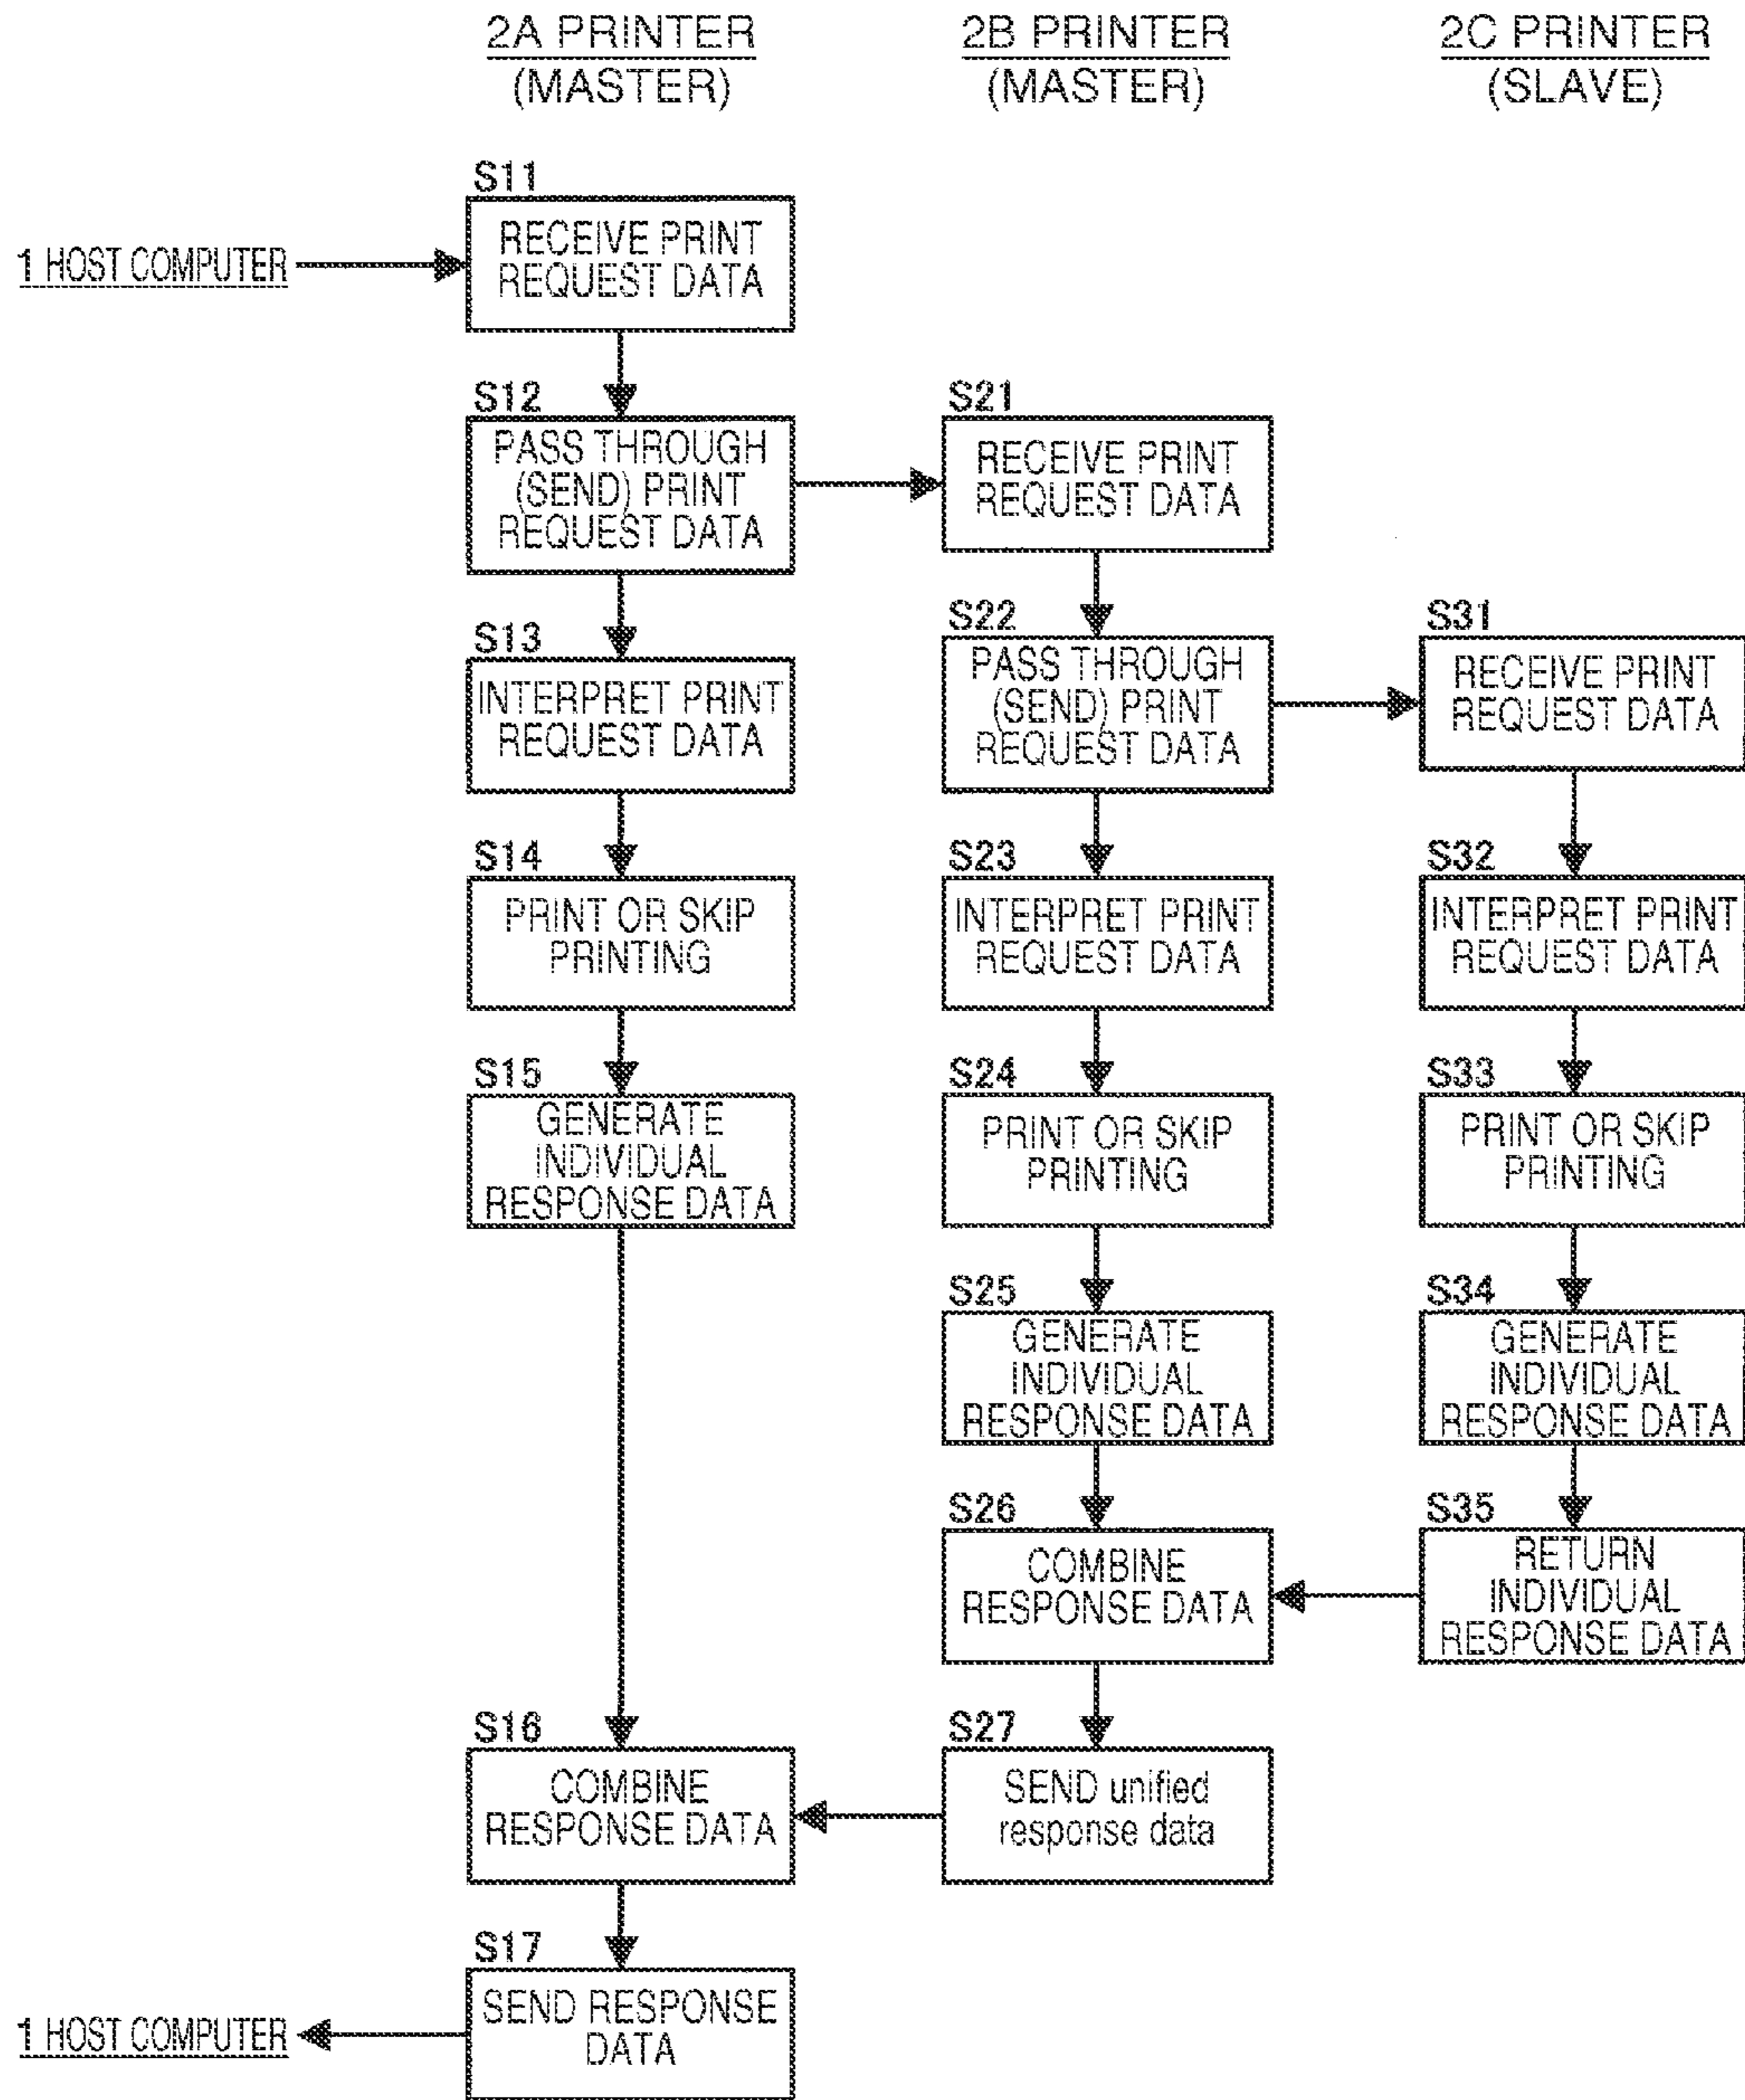 2A PRINTER
(MASTER)
2B PRINTER
(MASTER)
2C PRINTER
(SLAVE)
S11
1 HOST COMPUTER
RECEIVE PRINT
REQUEST DATA
S12
PASS THROUGH
(SEND) PRINT
REQUEST DATA
S21
RECEIVE PRINT
REQUEST DATA
S13
INTERPRET PRINT
REQUEST DATA
S22
PASS THROUGH
(SEND) PRINT
REQUEST DATA
S31
RECEIVE PRINT
REQUEST DATA
S14
PRINT OR SKIP
PRINTING
S23
INTERPRET PRINT
REQUEST DATA
S32
INTERPRET PRINT
REQUEST DATA
S15
GENERATE
INDIVIDUAL
RESPONSE DATA
S24
PRINT OR SKIP
PRINTING
S33
PRINT OR SKIP
PRINTING
S25
GENERATE
INDIVIDUAL
RESPONSE DATA
S34
GENERATE
INDIVIDUAL
RESPONSE DATA
S26
COMBINE
RESPONSE DATA
S35
RETURN
INDIVIDUAL
RESPONSE DATA
S16
COMBINE
RESPONSE DATA
S27
SEND unified
response data
S17
SEND RESPONSE
DATA
1 HOST COMPUTER